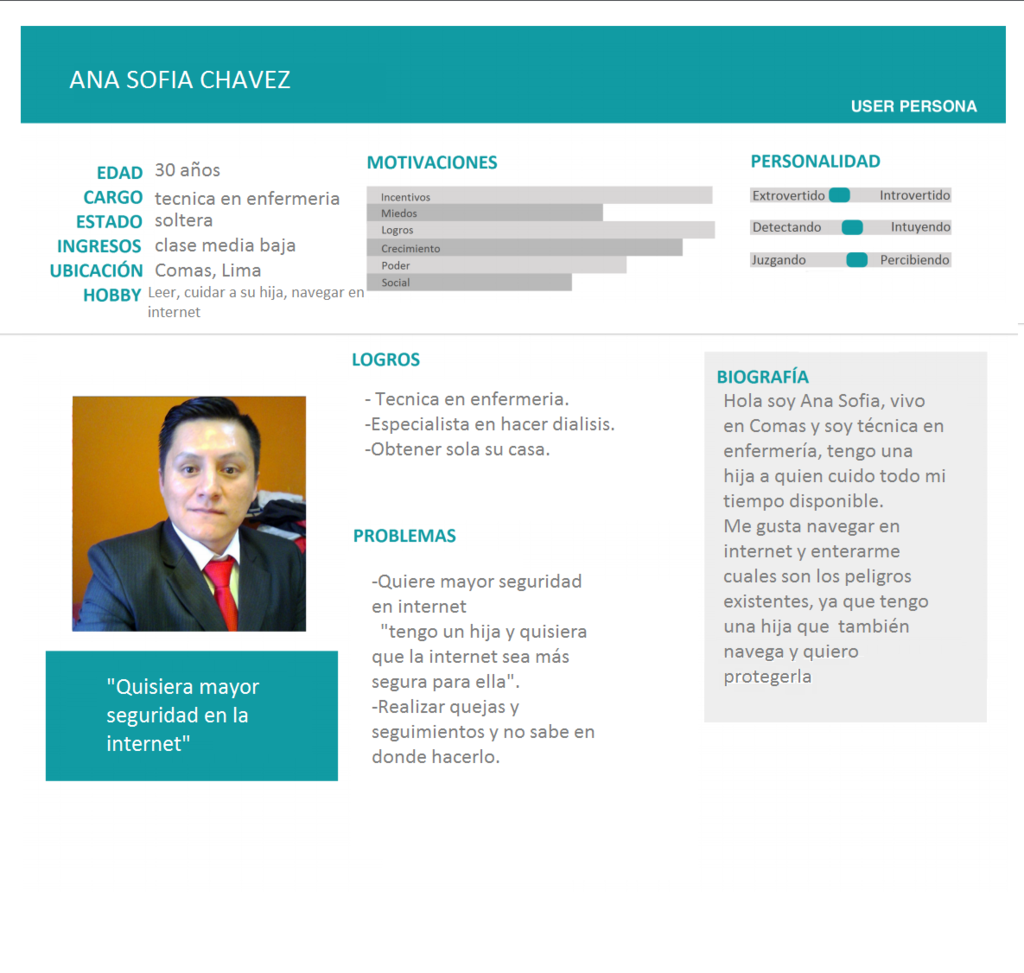 ANA SOFIA CHAVEZ
USER PERSONA
EDAD 30 años
CARGO tecnica en enfermeria
ESTADO soltera
INGRESOS clase media baja
UBICACIÓN Comas, Lima
HOBBY Leer, cuidar a su hija, navegar en
internet
MOTIVACIONES
Incentivos
Miedos
Logros
Crecimiento
Poder
Social
PERSONALIDAD
Extrovertido Introvertido
Detectando Intuyendo
Juzgando Percibiendo
"Quisiera mayor
seguridad en la
internet"
LOGROS
- Tecnica en enfermeria.
-Especialista en hacer dialisis.
-Obtener sola su casa.
PROBLEMAS
-Quiere mayor seguridad
en internet
"tengo un hija y quisiera
que la internet sea más
segura para ella".
-Realizar quejas y
seguimientos y no sabe en
donde hacerlo.
BIOGRAFÍA
Hola soy Ana Sofia, vivo
en Comas y soy técnica en
enfermería, tengo una
hija a quien cuido todo mi
tiempo disponible.
Me gusta navegar en
internet y enterarme
cuales son los peligros
existentes, ya que tengo
una hija que también
navega y quiero
protegerla